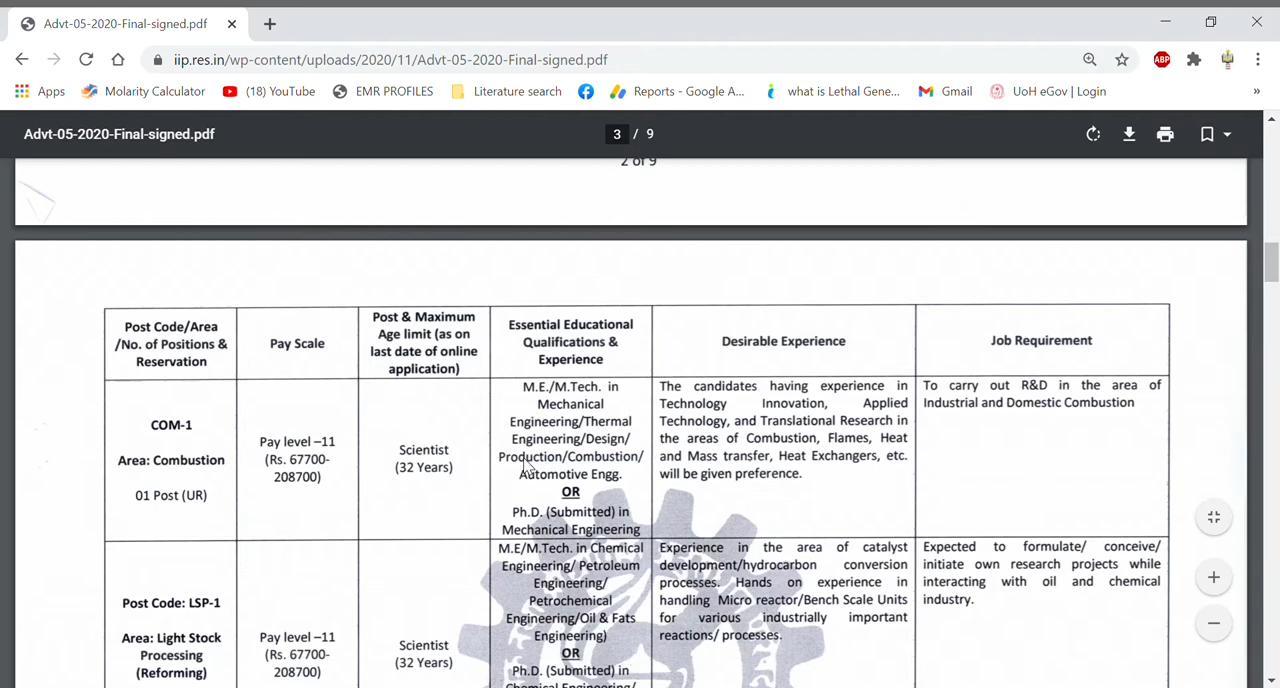 Advt-05-2020-Final-signed.pdf
iip.res.in/wp-content/uploads/2020/11/Advt-05-2020-Final-signed.pdf
ABP
Apps Molarity Calculator (18) YouTube EMR PROFILES Literature search Reports - Google A... what is Lethal Gene... Gmail UoH eGov | Login »
Advt-05-2020-Final-signed.pdf 3 / 9
2 of 9
Post Code/Area
/No. of Positions &
Reservation
Pay Scale
Post & Maximum
Age limit (as on
last date of online
application)
Essential Educational
Qualifications &
Experience
Desirable Experience
Job Requirement
COM-1
Area: Combustion
01 Post (UR)
Pay level –11
(Rs. 67700-
208700)
Scientist
(32 Years)
M.E./M.Tech. in
Mechanical
Engineering/Thermal
Engineering/Design/
Production/Combustion/
Automotive Engg.
OR
Ph.D. (Submitted) in
Mechanical Engineering
The candidates having experience in
Technology Innovation, Applied
Technology, and Translational Research in
the areas of Combustion, Flames, Heat
and Mass transfer, Heat Exchangers, etc.
will be given preference.
To carry out R&D in the area of
Industrial and Domestic Combustion
Post Code: LSP-1
Area: Light Stock
Processing
(Reforming)
Pay level –11
(Rs. 67700-
208700)
Scientist
(32 Years)
M.E/M.Tech. in Chemical
Engineering/ Petroleum
Engineering/
Petrochemical
Engineering/Oil & Fats
Engineering)
OR
Ph.D. (Submitted) in
Chemical Engineering/
Experience in the area of catalyst
development/hydrocarbon conversion
processes. Hands on experience in
handling Micro reactor/Bench Scale Units
for various industrially important
reactions/ processes.
Expected to formulate/ conceive/
initiate own research projects while
interacting with oil and chemical
industry.